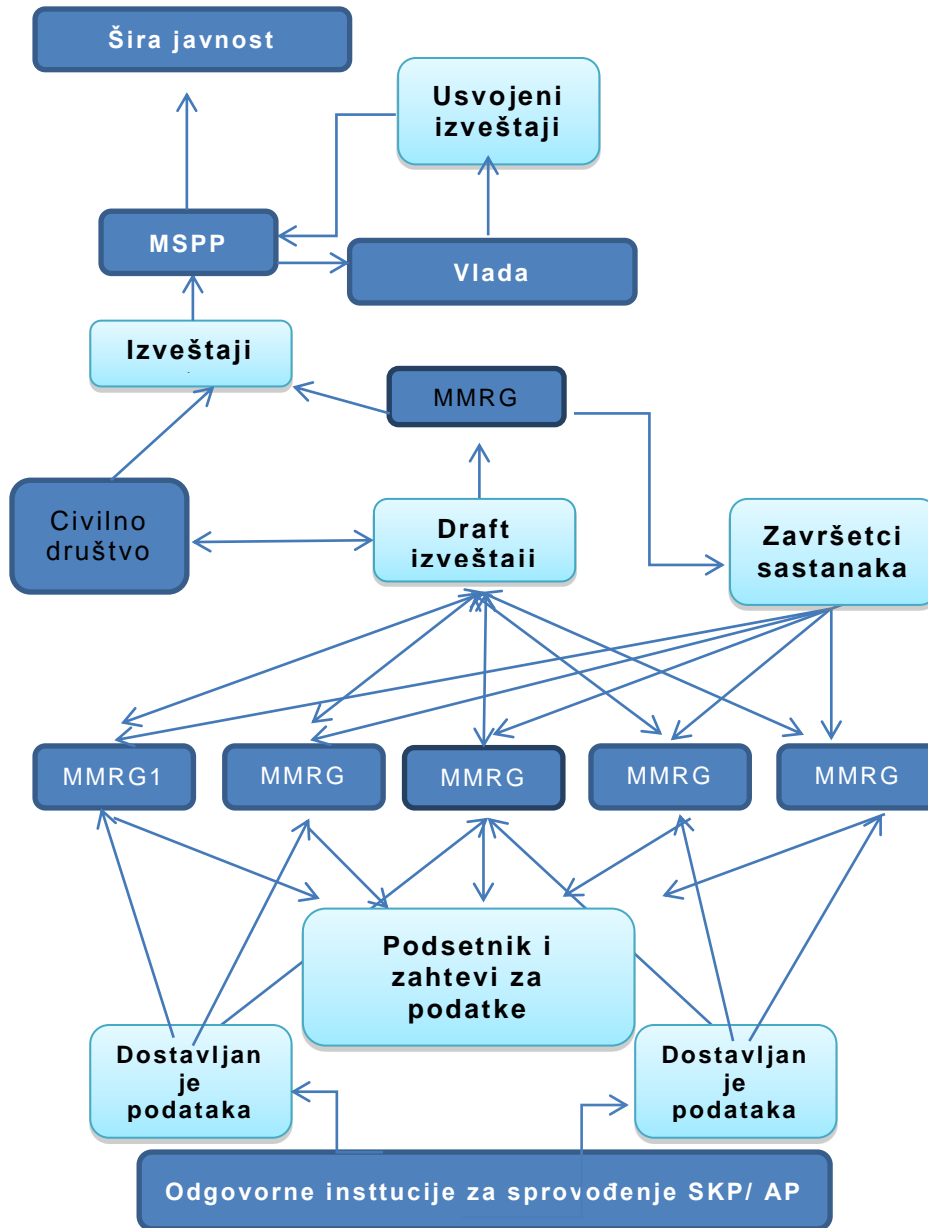 Šira javnost
Usvojeni
izveštaji
MSPP
Vlada
Izveštaji
MMRG
Civilno
društvo
Draft
izveštaji
Završetci
sastanaka
MMRG1
MMRG
MMRG
MMRG
MMRG
Podsetnik i
zahtevi za
podatke
Dostavljan
je
podataka
Dostavljan
je
podataka
Odgovorne insttucije za sprovođenje SKP/ AP